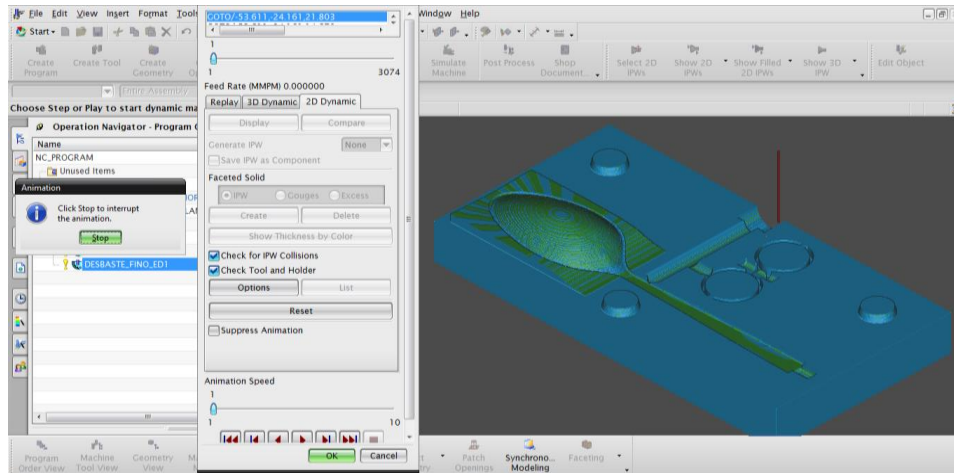 File Edit View Insert Format Tools
Window Help
Start
Create Program
Create Tool
Create Geometry
Simulate Machine
Post Process
Shop Document...
Select 2D IPWs
Show 2D IPWs
Show Filled 2D IPWs
Show 3D IPW
Edit Object
Entire Assembly
Choose Step or Play to start dynamic ma
Operation Navigator - Program O
Name
NC_PROGRAM
Unused Items
DESBASTE_FINO_ED1
Animation
Click Stop to interrupt
the animation.
Stop
GOTO/-53.611,-24.161,21.803
1
1 3074
Feed Rate (MMPM) 0.000000
Replay 3D Dynamic 2D Dynamic
Display Compare
Generate IPW None
Save IPW as Component
Faceted Solid
IPW Gouges Excess
Create Delete
Show Thickness by Color
Check for IPW Collisions
Check Tool and Holder
Options List
Reset
Suppress Animation
Animation Speed
1
1 10
OK Cancel
Program Order View
Machine Tool View
Geometry View
Patch Openings
Synchrono... Modeling
Faceting